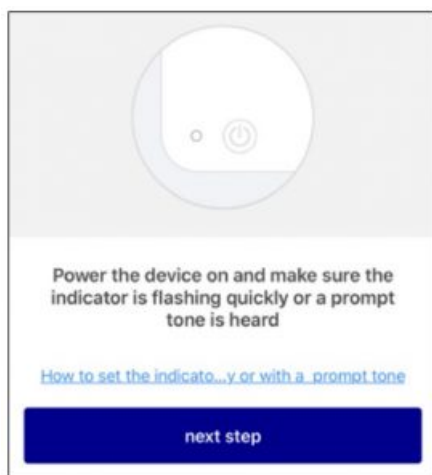 Power the device on and make sure the
indicator is flashing quickly or a prompt
tone is heard
How to set the indicato...y or with a prompt tone
next step